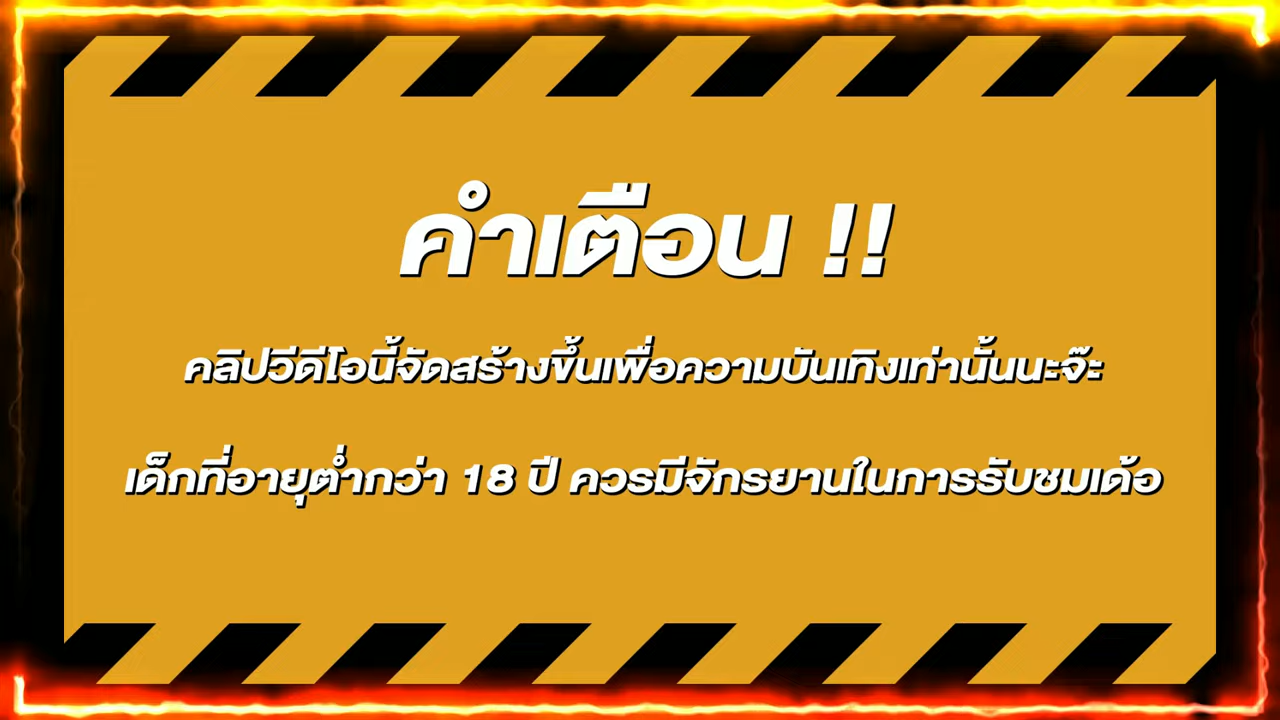 คำเตือน !!
คลิปวีดีโอนี้จัดสร้างขึ้นเพื่อความบันเทิงเท่านั้นนะจ๊ะ
เด็กที่อายุต่ำกว่า 18 ปี ควรมีจักรยานในการรับชมเด้อ